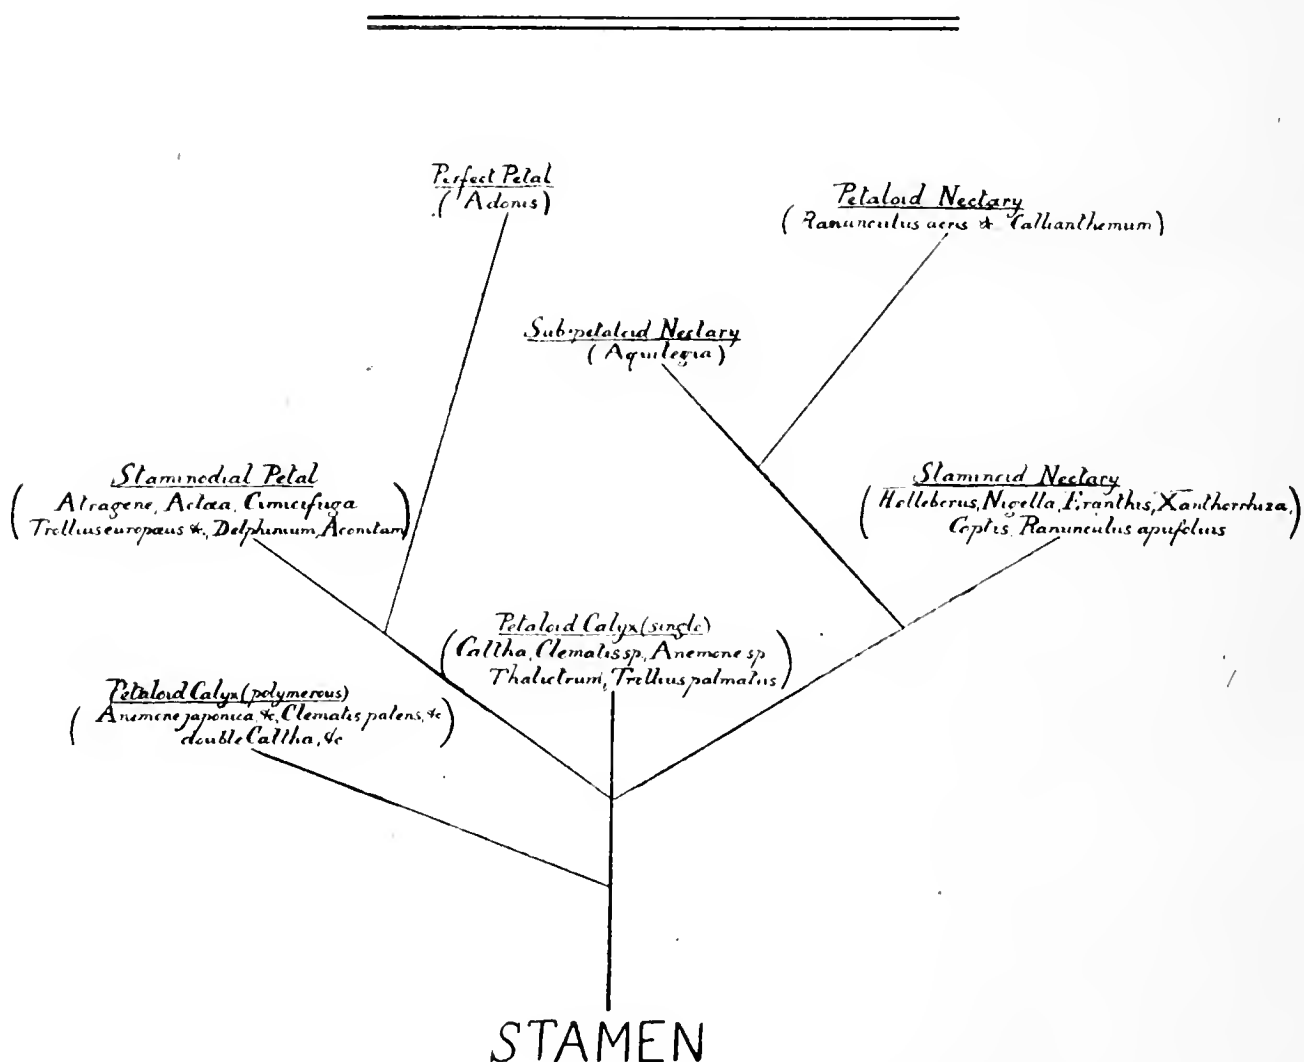 Perfect Petal
(Adonis)
Petaloid Nectary
(Ranunculus acris & Callianthemum)
Sub-petaloid Nectary
(Aquilegia)
Staminodial Petal
(Atragene, Actæa, Cimicifuga
Trollius europæus &c, Delphinium, Aconitum)
Staminoid Nectary
(Helleborus, Nigella, Eranthis, Xanthorrhiza,
Coptis, Ranunculus apiifolius)
Petaloid Calyx (single)
(Caltha, Clematis sp, Anemone sp
Thalictrum, Trollius palmatus)
Petaloid Calyx (polymerous)
(Anemone japonica, &c, Clematis patens, &c
double Caltha, &c)
STAMEN